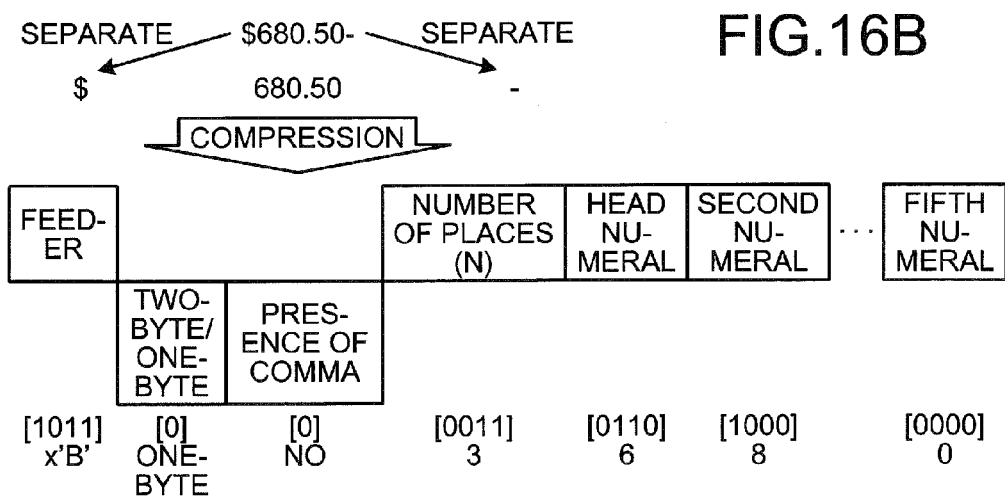 FIG.16B
SEPARATE $680.50- SEPARATE
$ 680.50 -
COMPRESSION
FEED-
ER
TWO-
BYTE/
ONE-
BYTE
PRES-
ENCE OF
COMMA
NUMBER
OF PLACES
(N)
HEAD
NU-
MERAL
SECOND
NU-
MERAL
...
FIFTH
NU-
MERAL
[1011] [0] [0] [0011] [0110] [1000] [0000]
x'B' ONE- NO 3 6 8 0
BYTE